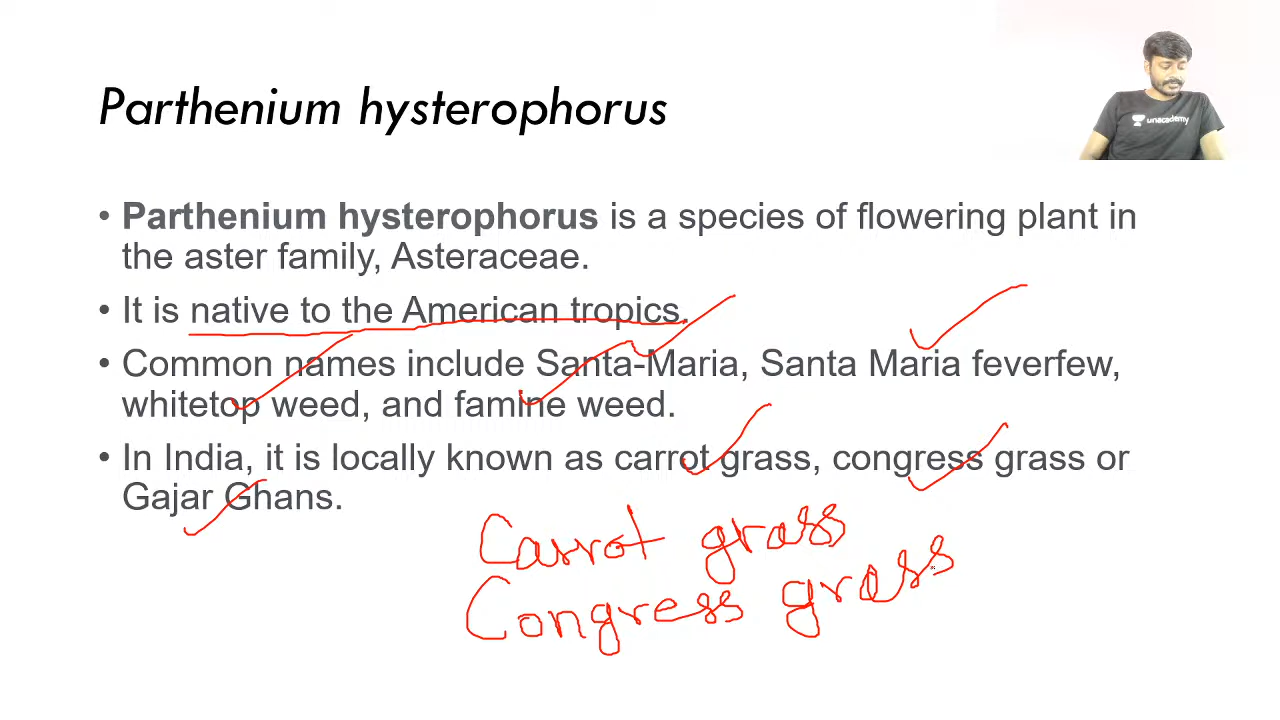 Parthenium hysterophorus
unacademy
• Parthenium hysterophorus is a species of flowering plant in
the aster family, Asteraceae.
• It is native to the American tropics.
• Common names include Santa-Maria, Santa Maria feverfew,
whitetop weed, and famine weed.
• In India, it is locally known as carrot grass, congress grass or
Gajar Ghans.
Carrot grass
Congress grass